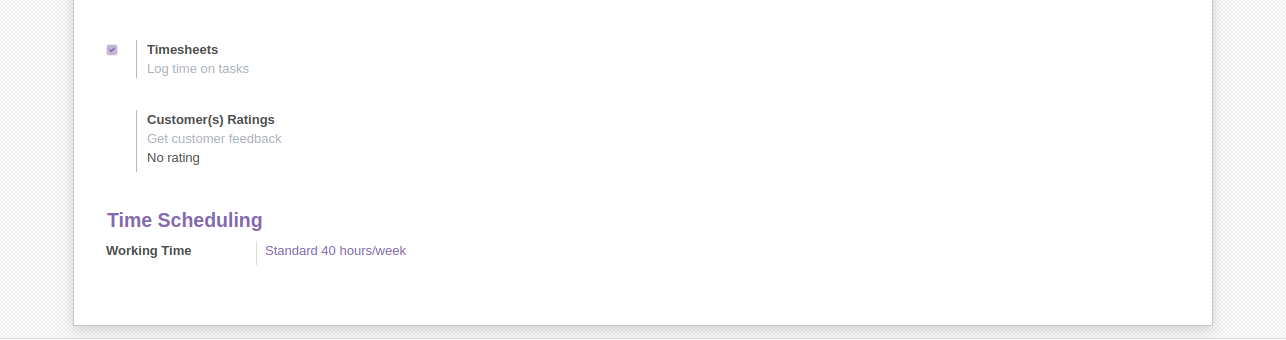 Timesheets
Log time on tasks
Customer(s) Ratings
Get customer feedback
No rating
Time Scheduling
Working Time Standard 40 hours/week